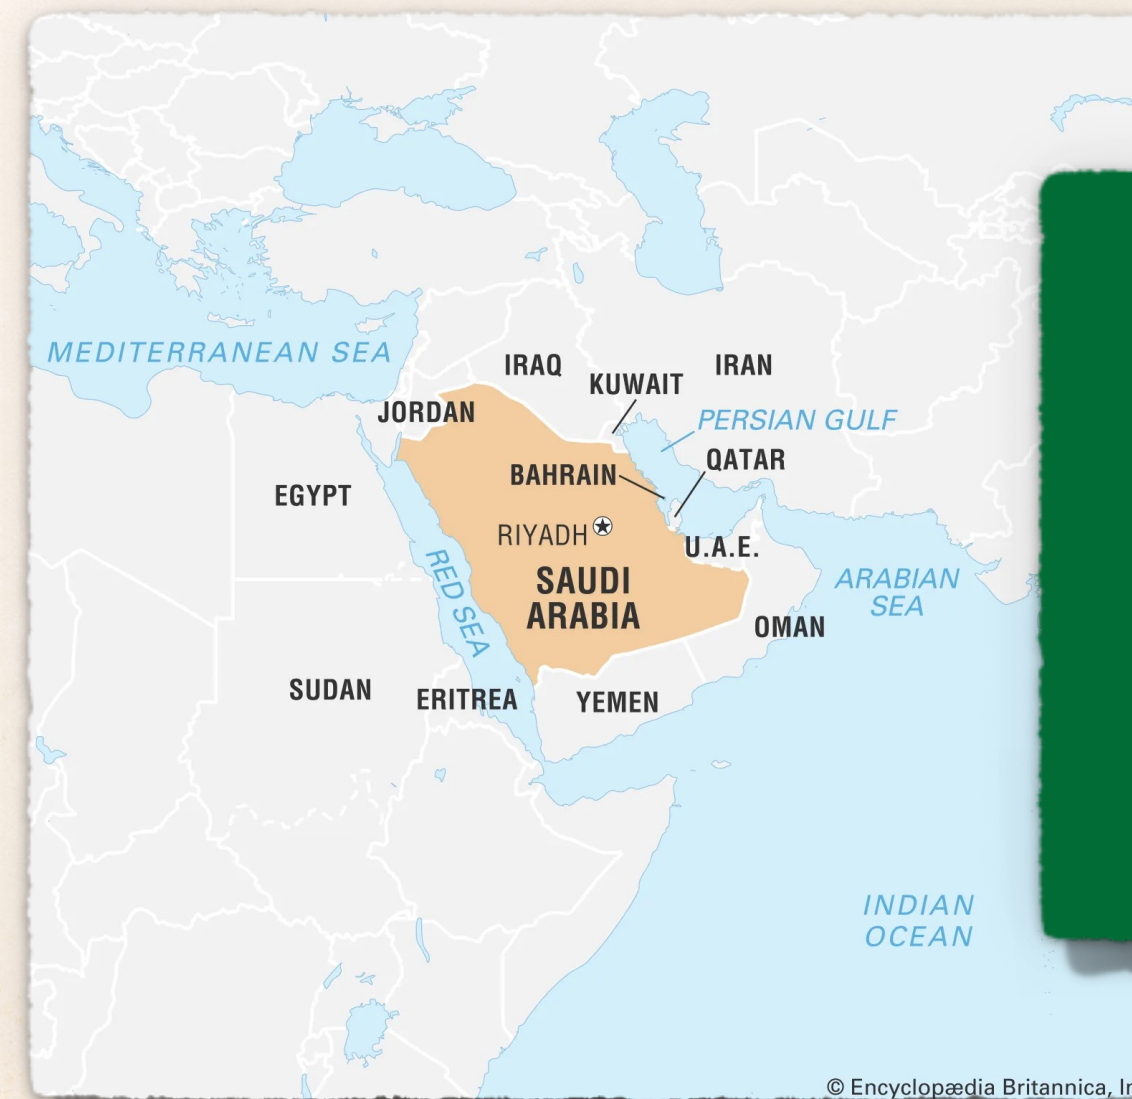 MEDITERRANEAN SEA
IRAQ
KUWAIT
IRAN
JORDAN
PERSIAN GULF
QATAR
BAHRAIN
EGYPT
RIYADH
U.A.E.
RED SEA
SAUDI
ARABIA
ARABIAN
SEA
OMAN
SUDAN
ERITREA
YEMEN
INDIAN
OCEAN
© Encyclopædia Britannica, In